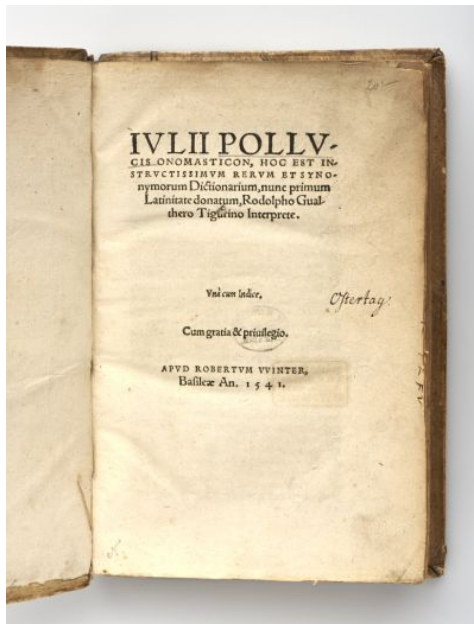 IVLII POLLV-
CIS ONOMASTICON, HOC EST IN-
STRVCTISSIMVM RERVM ET SYNO-
nymorum Dictionarium, nunc primum
Latinitate donatum, Rodolpho Gual-
thero Tigurino Interprete.
Vnà cum Indice.
Ostertag.
Cum gratia & priuilegio.
APVD ROBERTVM VVINTER,
Basileæ An. 1541.